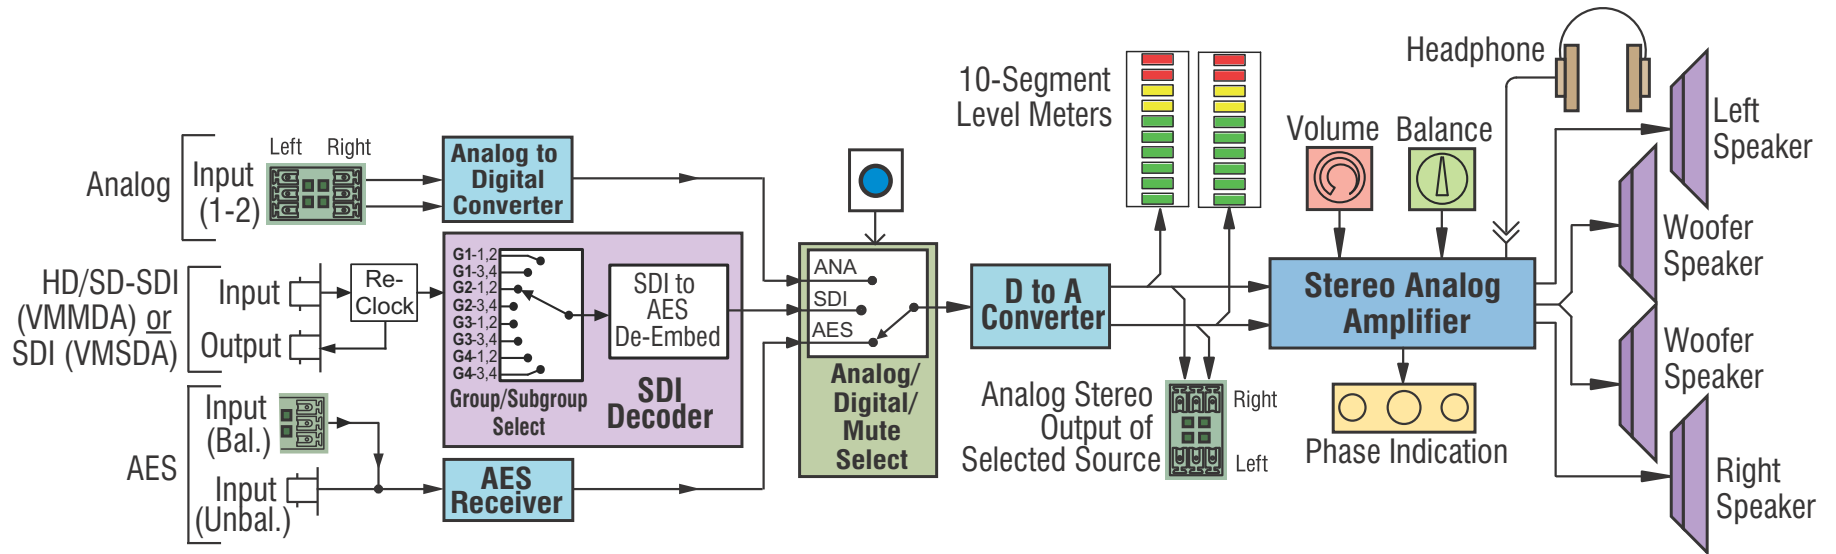 Analog
Input
(1-2)
Left Right
Analog to
Digital
Converter
HD/SD-SDI
(VMMDA) or
SDI (VMSDA)
Input
Output
Re-
Clock
G1-1,2
G1-3,4
G2-1,2
G2-3,4
G3-1,2
G3-3,4
G4-1,2
G4-3,4
Group/Subgroup
Select
SDI to
AES
De-Embed
SDI
Decoder
AES
Input
(Bal.)
Input
(Unbal.)
AES
Receiver
ANA
SDI
AES
Analog/
Digital/
Mute
Select
D to A
Converter
10-Segment
Level Meters
Analog Stereo
Output of
Selected Source
Right
Left
Volume
Balance
Headphone
Stereo Analog
Amplifier
Phase Indication
Left
Speaker
Woofer
Speaker
Woofer
Speaker
Right
Speaker